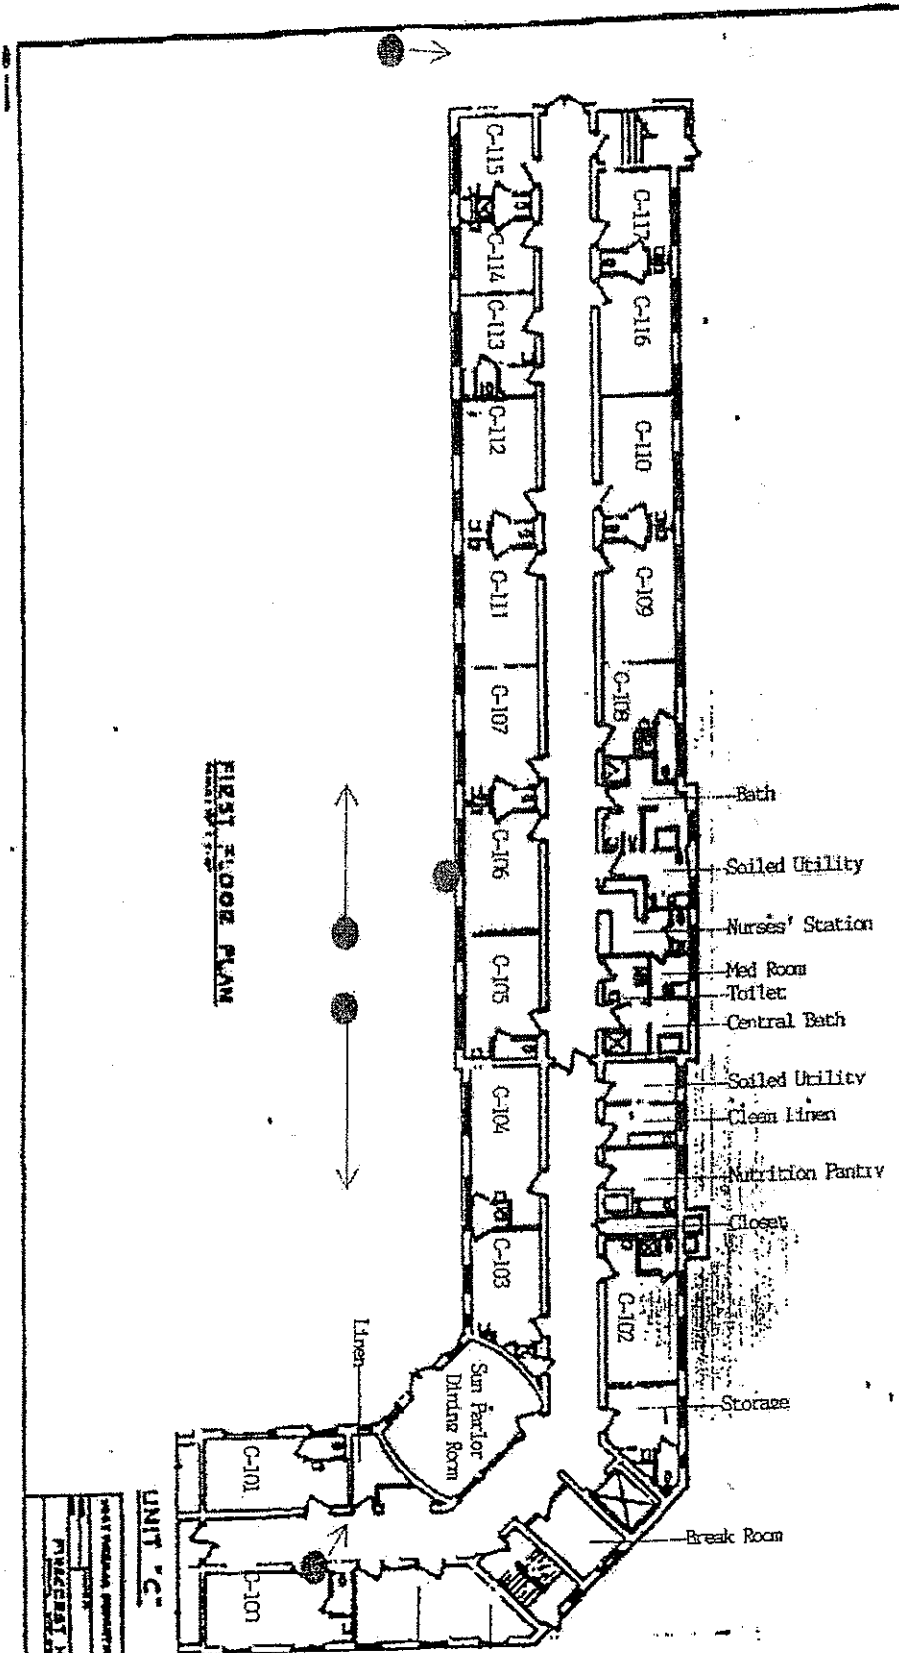 C-115
C-117
C-114
C-113
C-116
C-112
C-110
C-111
C-109
C-107
C-108
Bath
C-106
Soiled Utility
Nurses' Station
C-105
Med Room
Toilet
Central Bath
C-104
Soiled Utility
Clean Linen
Nutrition Pantry
Closet
C-103
C-102
Linen
Sun Parlor
Dining Room
Storage
C-101
Break Room
C-100
FIRST FLOOR PLAN
UNIT "C"